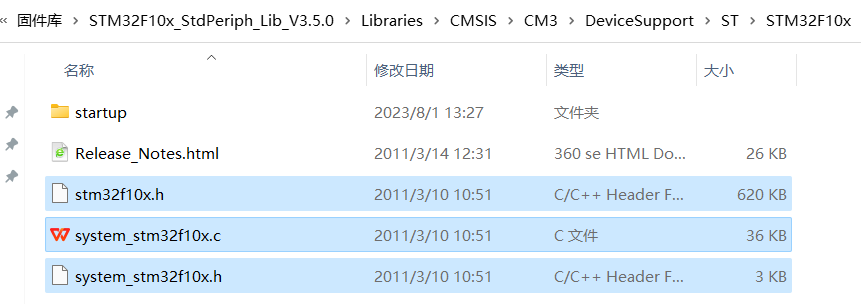 « 固件库 > STM32F10x_StdPeriph_Lib_V3.5.0 > Libraries > CMSIS > CM3 > DeviceSupport > ST > STM32F10x
名称 修改日期 类型 大小
startup 2023/8/1 13:27 文件夹
Release_Notes.html 2011/3/14 12:31 360 se HTML Do... 26 KB
stm32f10x.h 2011/3/10 10:51 C/C++ Header F... 620 KB
system_stm32f10x.c 2011/3/10 10:51 C 文件 36 KB
system_stm32f10x.h 2011/3/10 10:51 C/C++ Header F... 3 KB